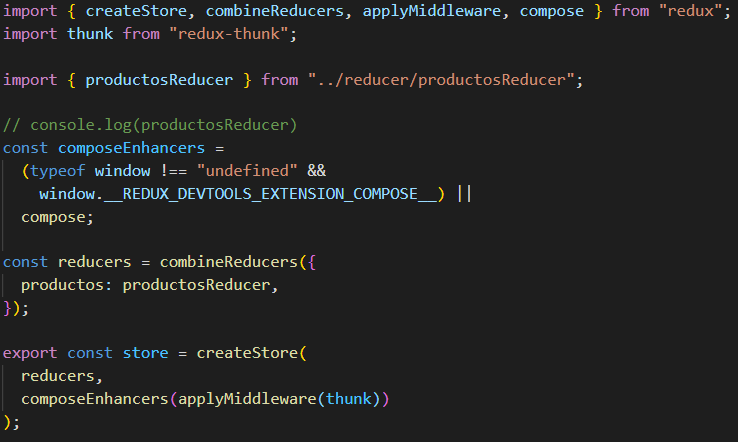 import { createStore, combineReducers, applyMiddleware, compose } from "redux";
import thunk from "redux-thunk";
import { productosReducer } from "../reducer/productosReducer";
// console.log(productosReducer)
const composeEnhancers =
(typeof window !== "undefined" &&
window.__REDUX_DEVTOOLS_EXTENSION_COMPOSE__) ||
compose;
const reducers = combineReducers({
productos: productosReducer,
});
export const store = createStore(
reducers,
composeEnhancers(applyMiddleware(thunk))
);